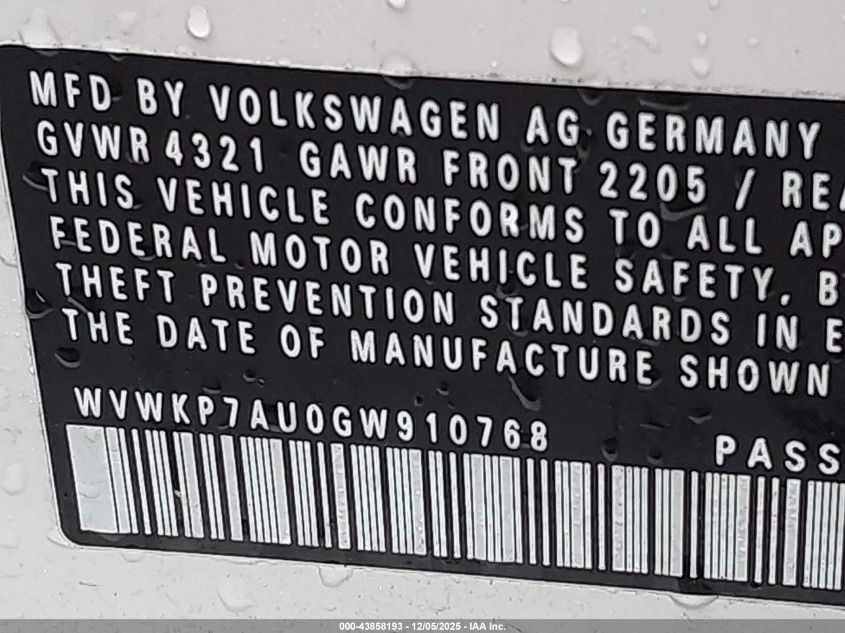 MFD BY VOLKSWAGEN AG GERMANY
GVWR 4321 GAWR FRONT 2205 / REA
THIS VEHICLE CONFORMS TO ALL AP
FEDERAL MOTOR VEHICLE SAFETY, B
THEFT PREVENTION STANDARDS IN E
THE DATE OF MANUFACTURE SHOWN
WVWKP7AU0GW910768 PASS
000-43858193 - 12/05/2025 - IAA Inc.